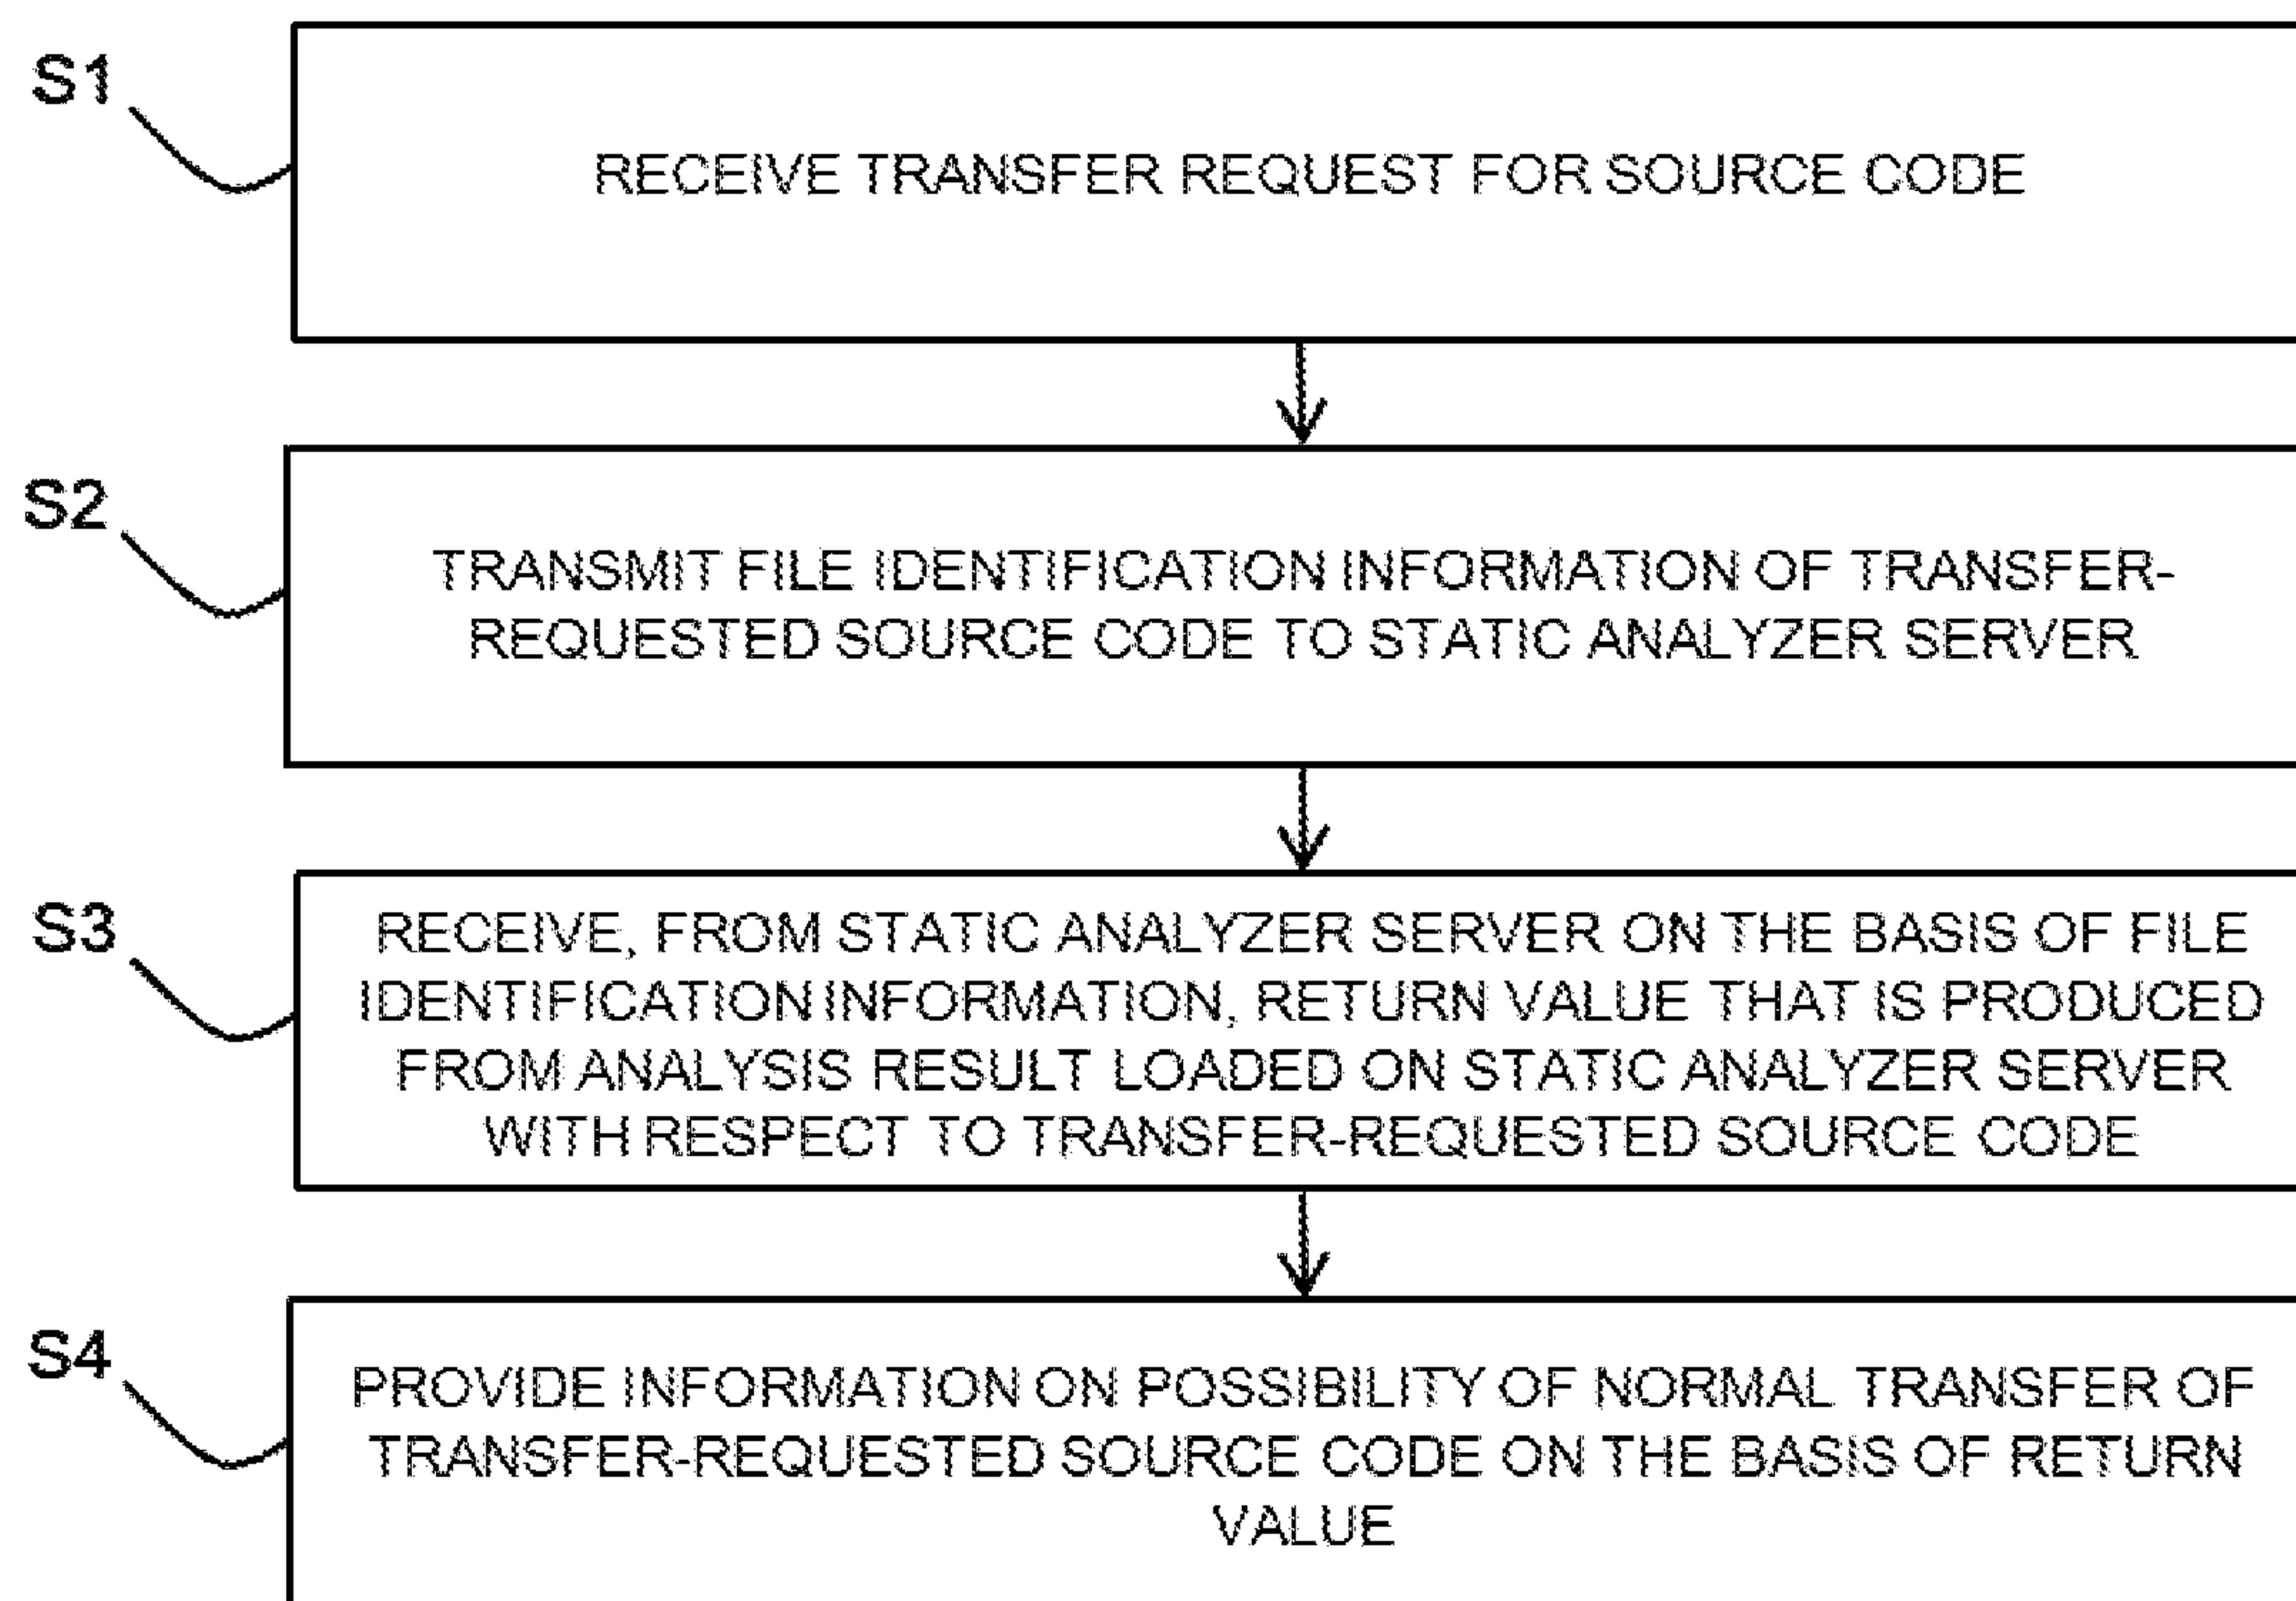 S1
RECEIVE TRANSFER REQUEST FOR SOURCE CODE
S2
TRANSMIT FILE IDENTIFICATION INFORMATION OF TRANSFER-
REQUESTED SOURCE CODE TO STATIC ANALYZER SERVER
S3
RECEIVE, FROM STATIC ANALYZER SERVER ON THE BASIS OF FILE
IDENTIFICATION INFORMATION, RETURN VALUE THAT IS PRODUCED
FROM ANALYSIS RESULT LOADED ON STATIC ANALYZER SERVER
WITH RESPECT TO TRANSFER-REQUESTED SOURCE CODE
S4
PROVIDE INFORMATION ON POSSIBILITY OF NORMAL TRANSFER OF
TRANSFER-REQUESTED SOURCE CODE ON THE BASIS OF RETURN
VALUE